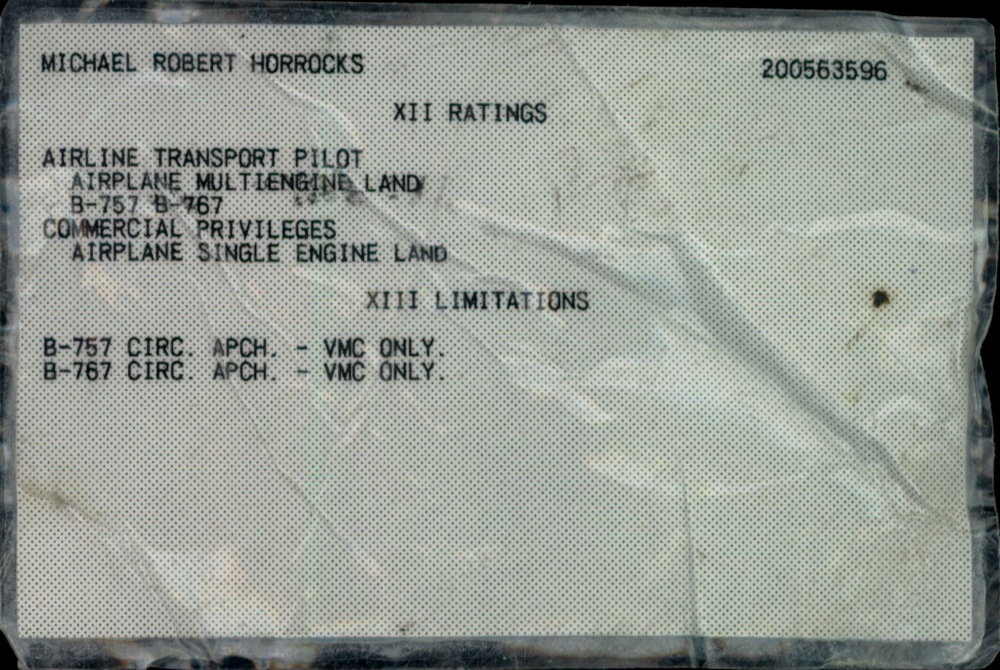 MICHAEL ROBERT HORROCKS 200563596
XII RATINGS
AIRLINE TRANSPORT PILOT
AIRPLANE MULTIENGINE LAND
B-757 B-767
COMMERCIAL PRIVILEGES
AIRPLANE SINGLE ENGINE LAND
XIII LIMITATIONS
B-757 CIRC. APCH. - VMC ONLY.
B-767 CIRC. APCH. - VMC ONLY.